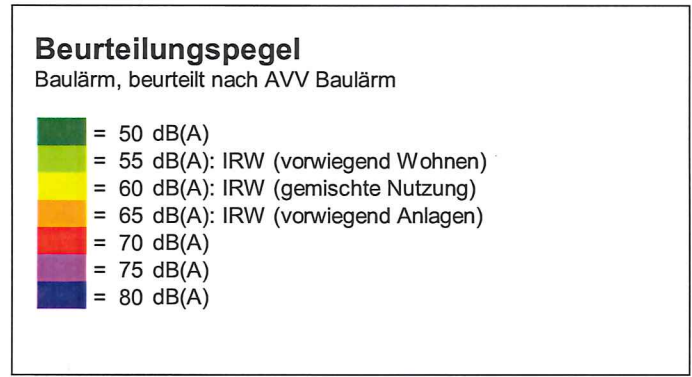 Beurteilungspegel
Baulärm, beurteilt nach AVV Baulärm
= 50 dB(A)
= 55 dB(A): IRW (vorwiegend Wohnen)
= 60 dB(A): IRW (gemischte Nutzung)
= 65 dB(A): IRW (vorwiegend Anlagen)
= 70 dB(A)
= 75 dB(A)
= 80 dB(A)